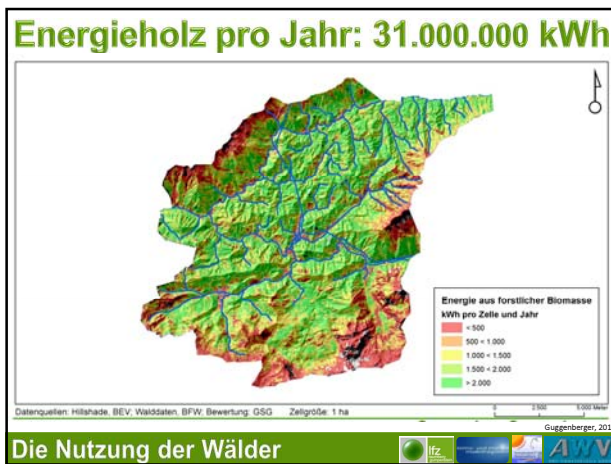 Energieholz pro Jahr: 31.000.000 kWh
Energie aus forstlicher Biomasse
kWh pro Zelle und Jahr
< 500
500 < 1.000
1.000 < 1.500
1.500 < 2.000
> 2.000
Datenquellen: Hillshade, BEV; Walddaten, BFW; Bewertung: GSG Zellgröße: 1 ha
0 2.500 5.000 Meter
Guggenberger, 201
Die Nutzung der Wälder
lfz
AWV